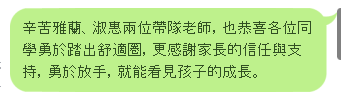 辛苦雅蘭、淑惠兩位帶隊老師，也恭喜各位同
學勇於踏出舒適圈，更感謝家長的信任與支
持，勇於放手，就能看見孩子的成長。